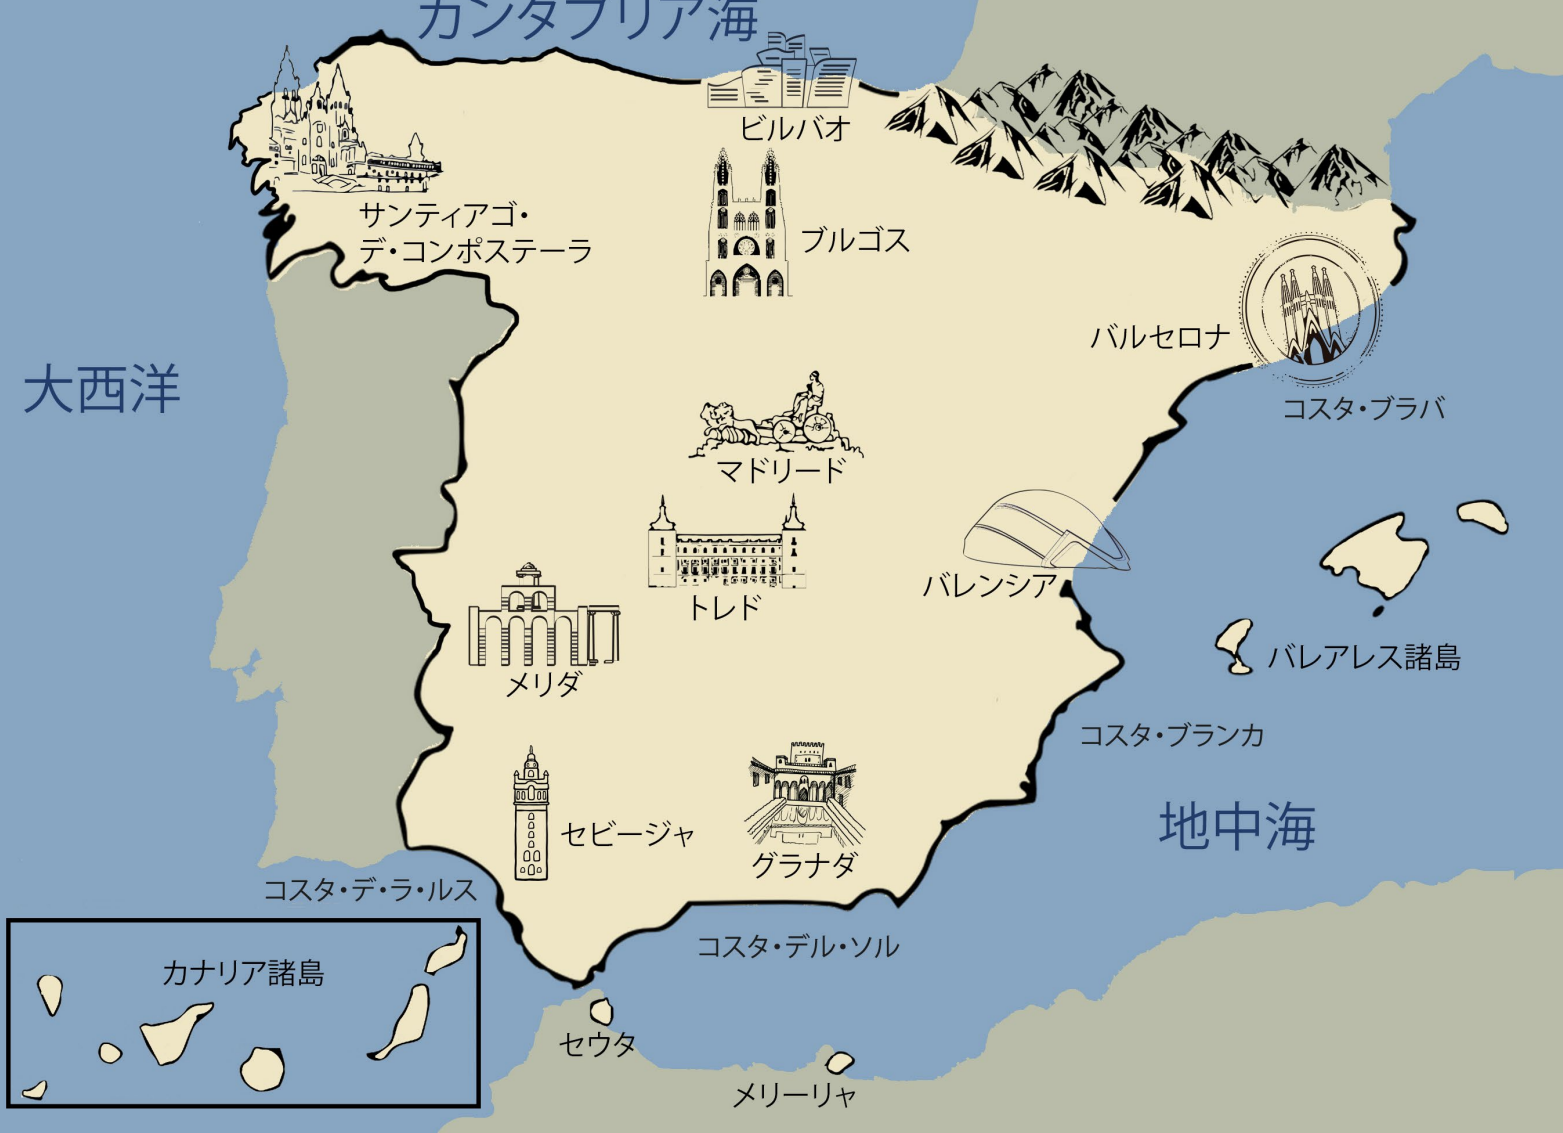 カンタブリア海
ビルバオ
サンティアゴ・
デ・コンポステーラ
ブルゴス
バルセロナ
大西洋
コスタ・ブラバ
マドリード
バレンシア
トレド
バレアレス諸島
メリダ
コスタ・ブランカ
地中海
セビージャ
グラナダ
コスタ・デ・ラ・ルス
コスタ・デル・ソル
カナリア諸島
セウタ
メリーリャ